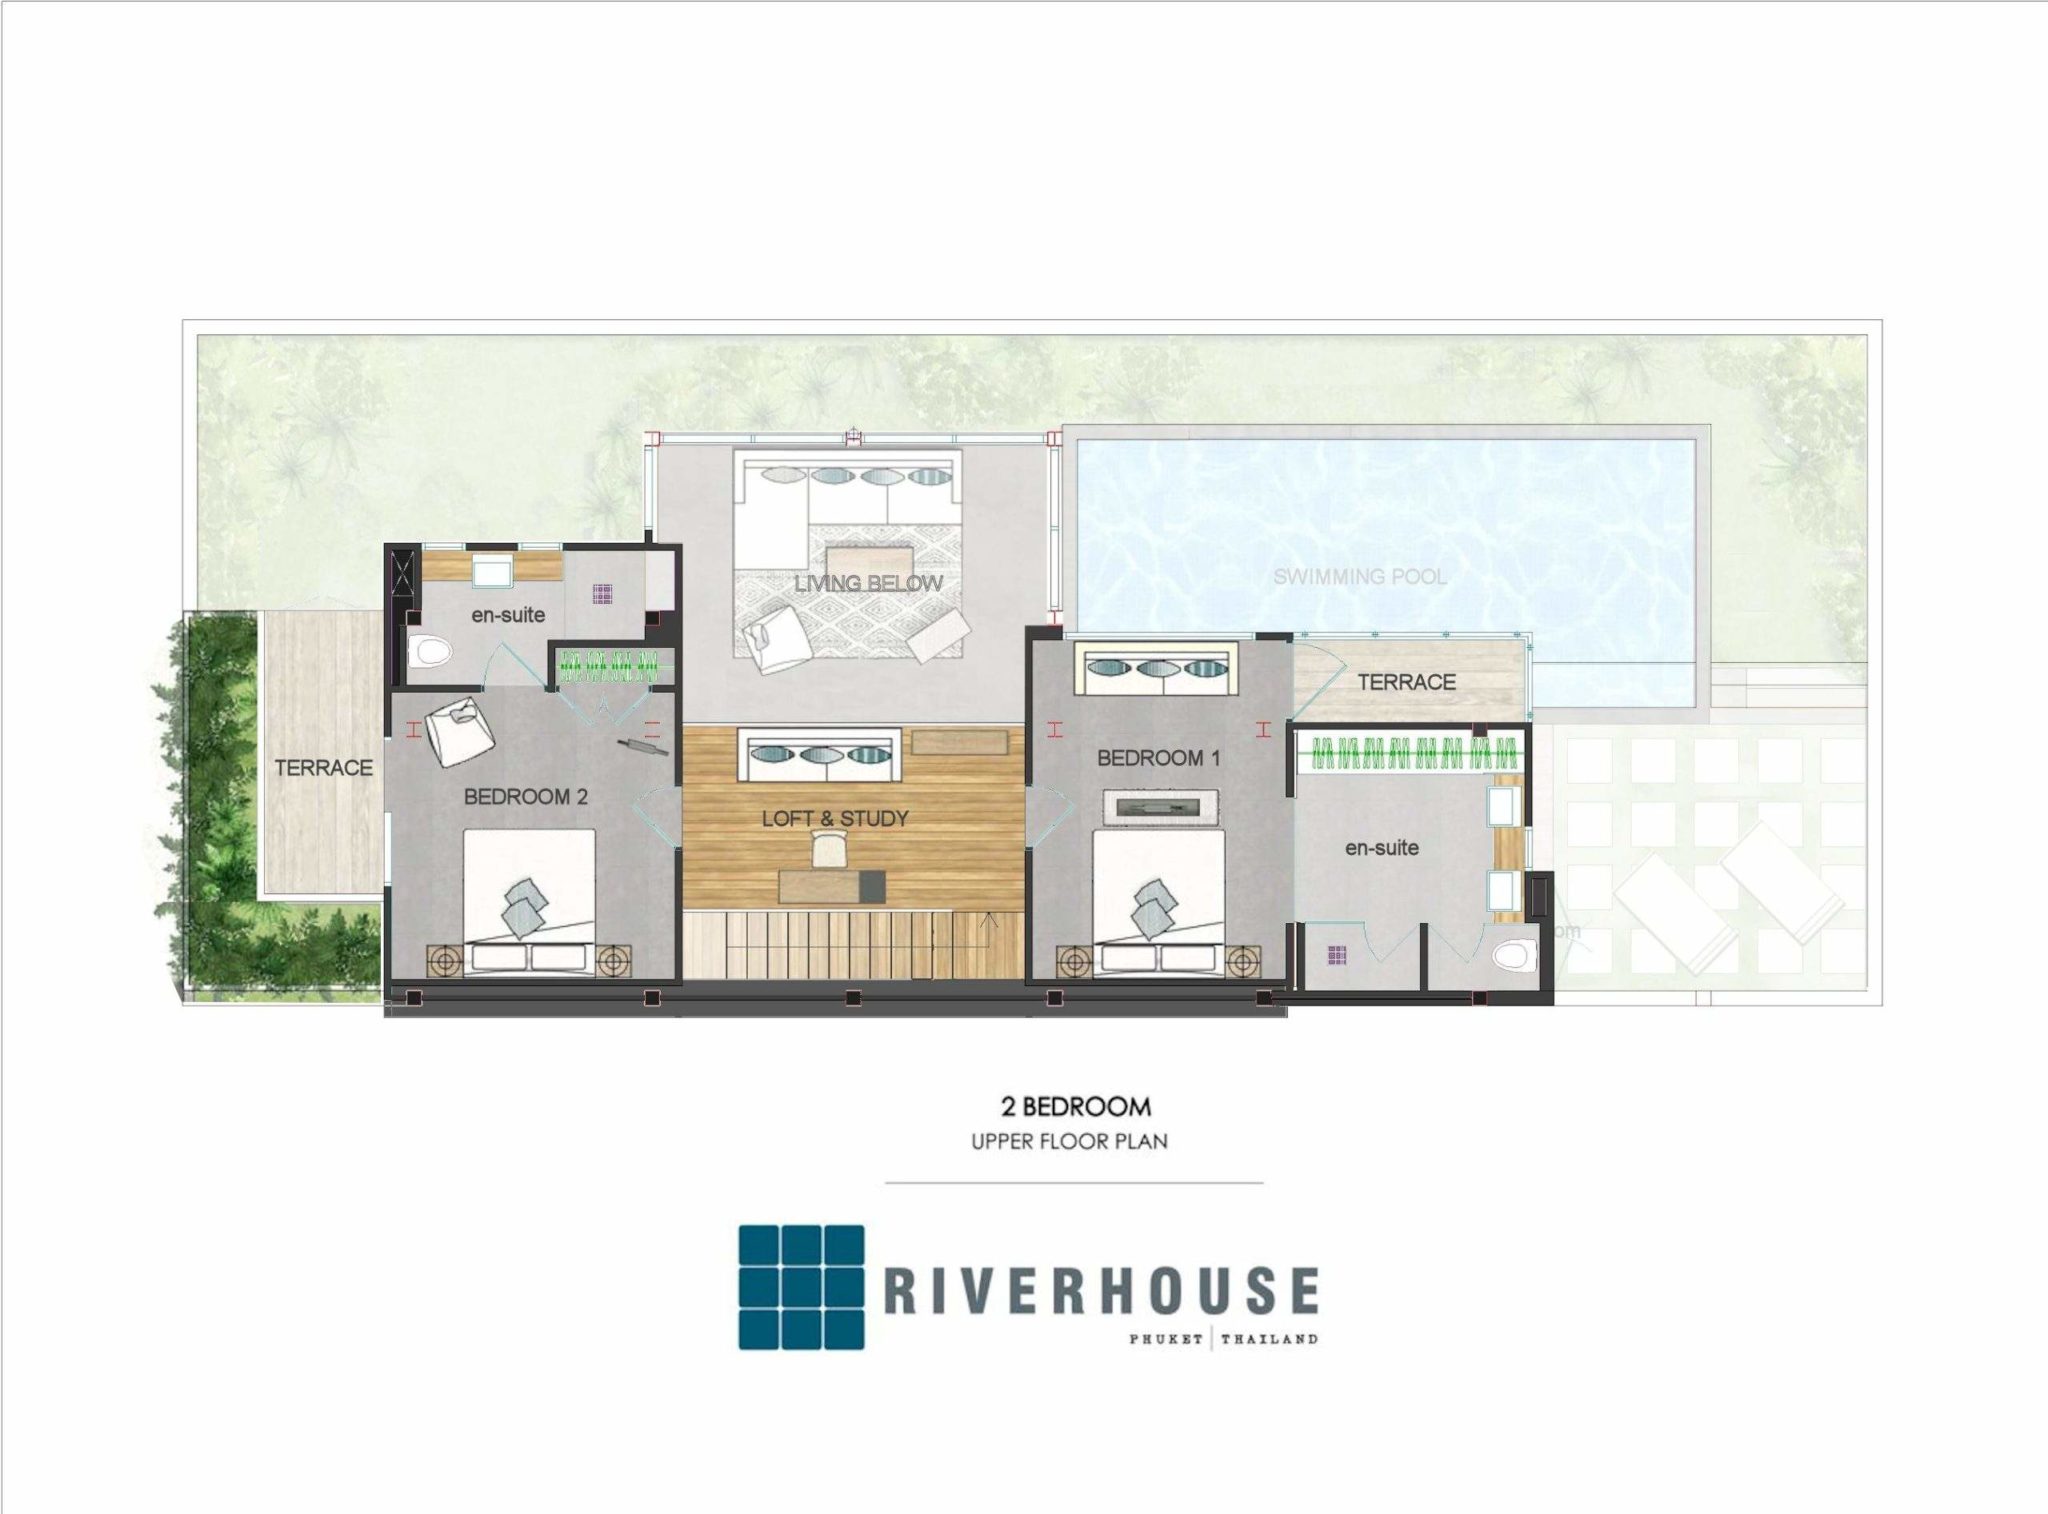 LIVING BELOW
SWIMMING POOL
en-suite
TERRACE
BEDROOM 1
TERRACE
BEDROOM 2
LOFT & STUDY
en-suite
2 BEDROOM
UPPER FLOOR PLAN
RIVERHOUSE
PHUKET | THAILAND